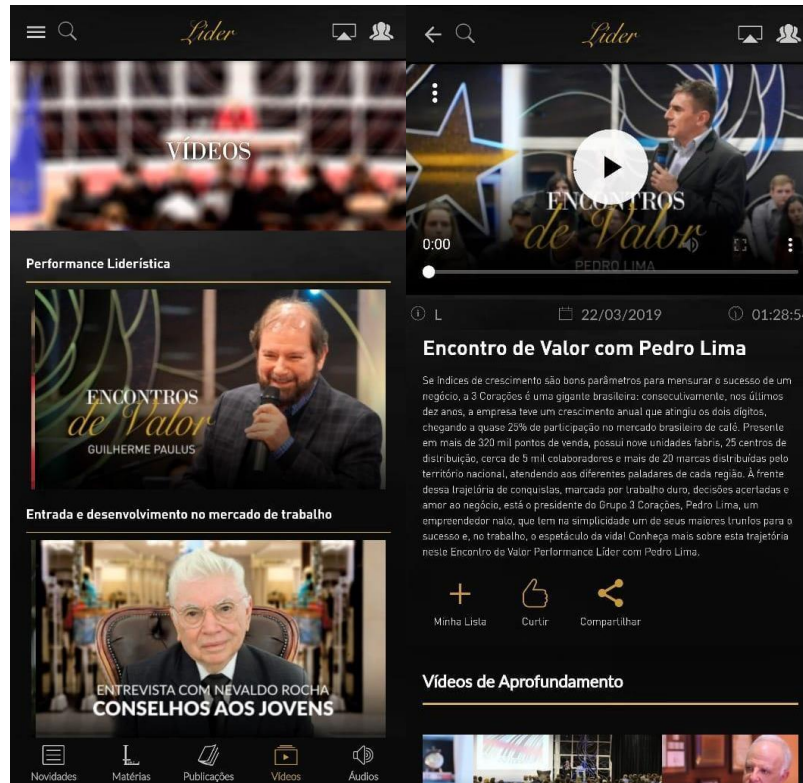 Líder
VÍDEOS
Performance Liderística
ENCONTROS
de Valor
GUILHERME PAULUS
Entrada e desenvolvimento no mercado de trabalho
ENTREVISTA COM NEVALDO ROCHA
CONSELHOS AOS JOVENS
Novidades
Matérias
Publicações
Vídeos
Áudios
Líder
ENCONTROS
de Valor
PEDRO LIMA
0:00
L
22/03/2019
01:28:54
Encontro de Valor com Pedro Lima
Se índices de crescimento são bons parâmetros para mensurar o sucesso de um
negócio, a 3 Corações é uma gigante brasileira: consecutivamente, nos últimos
dez anos, a empresa teve um crescimento anual que atingiu os dois dígitos,
chegando a quase 25% de participação no mercado brasileiro de café. Presente
em mais de 320 mil pontos de venda, possui nove unidades fabris, 25 centros de
distribuição, cerca de 5 mil colaboradores e mais de 20 marcas distribuídas pelo
território nacional, atendendo aos diferentes paladares de cada região. À frente
dessa trajetória de conquistas, marcada por trabalho duro, decisões acertadas e
amor ao negócio, está o presidente do Grupo 3 Corações, Pedro Lima, um
empreendedor nato, que tem na simplicidade um de seus maiores trunfos para o
sucesso e, no trabalho, o espetáculo da vida! Conheça mais sobre esta trajetória
neste Encontro de Valor Performance Líder com Pedro Lima.
Minha Lista
Curtir
Compartilhar
Vídeos de Aprofundamento